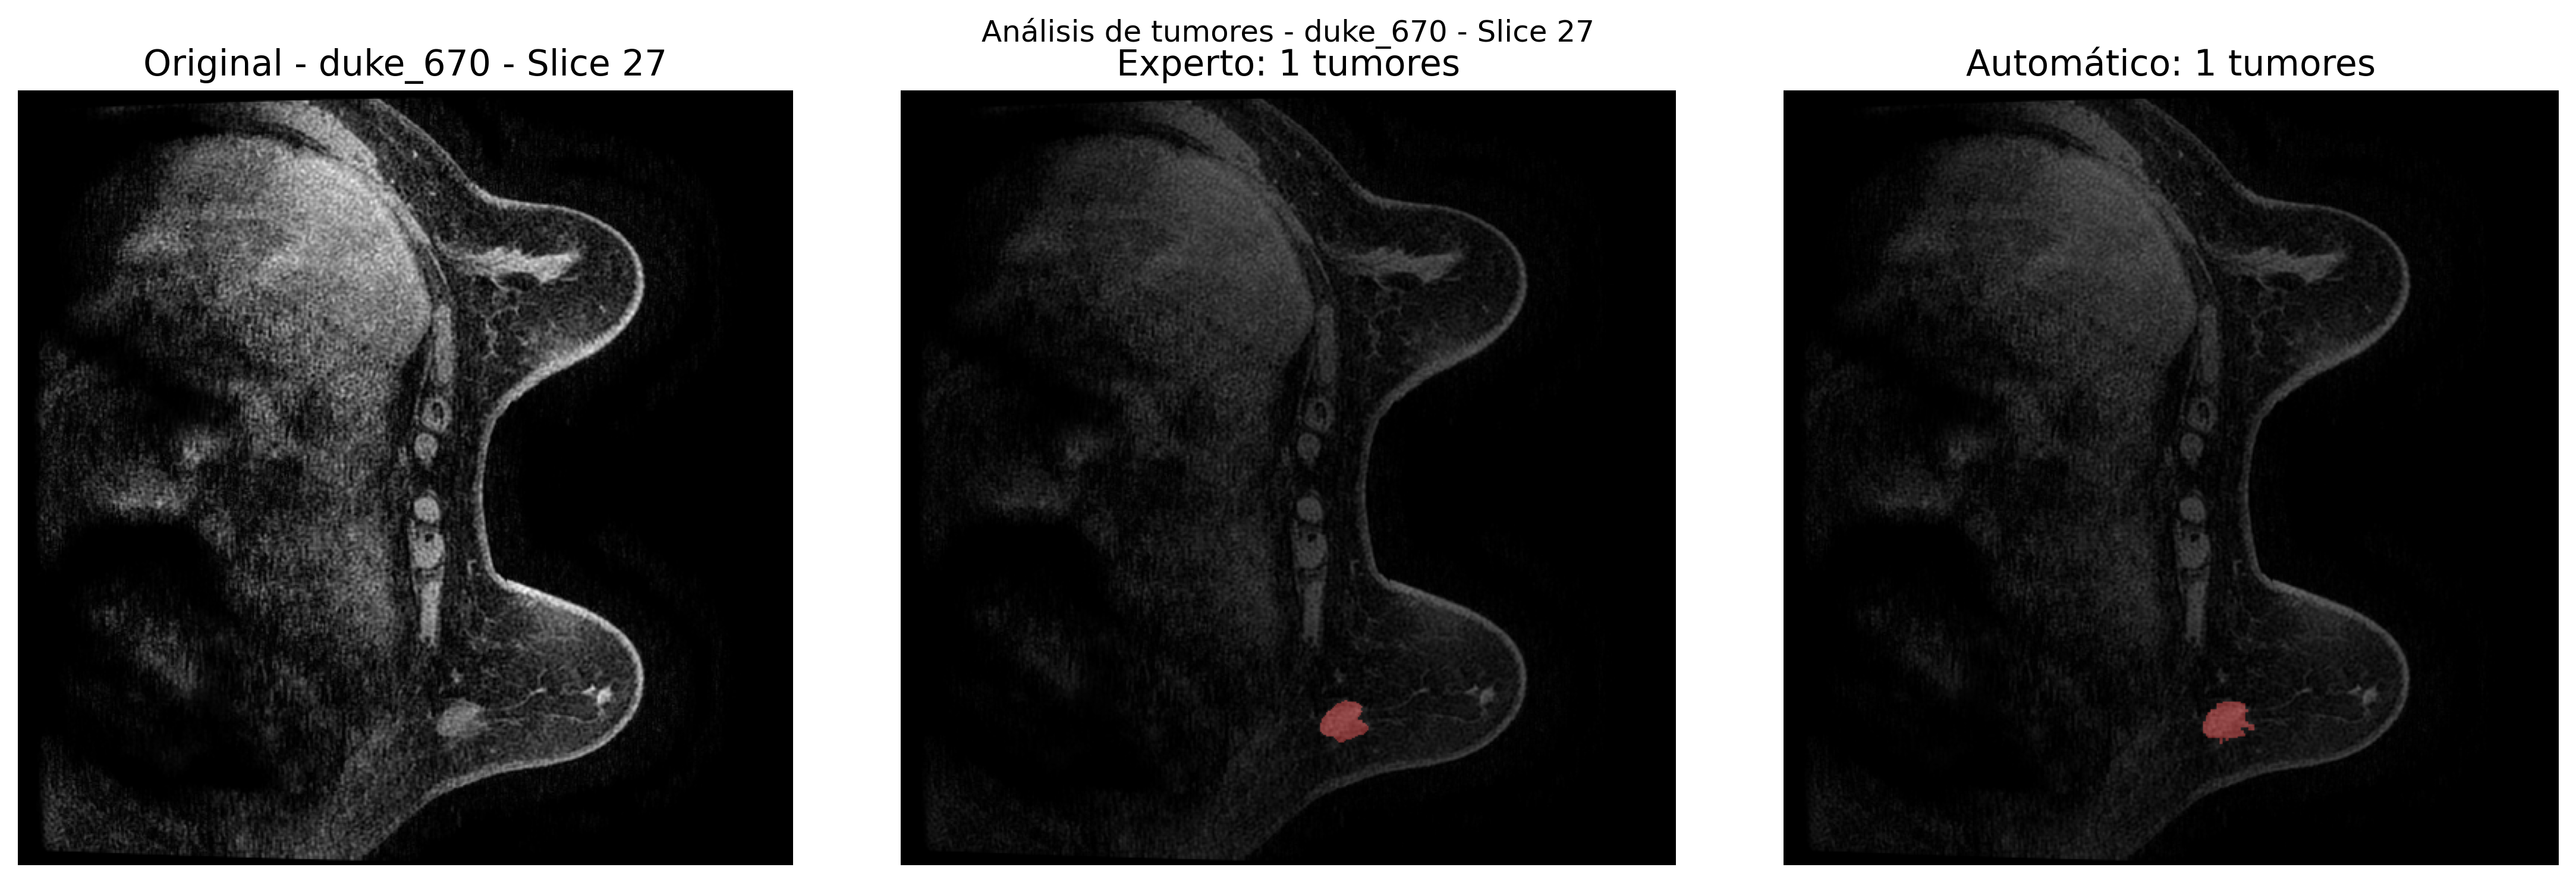 Análisis de tumores - duke_670 - Slice 27
Original - duke_670 - Slice 27
Experto: 1 tumores
Automático: 1 tumores